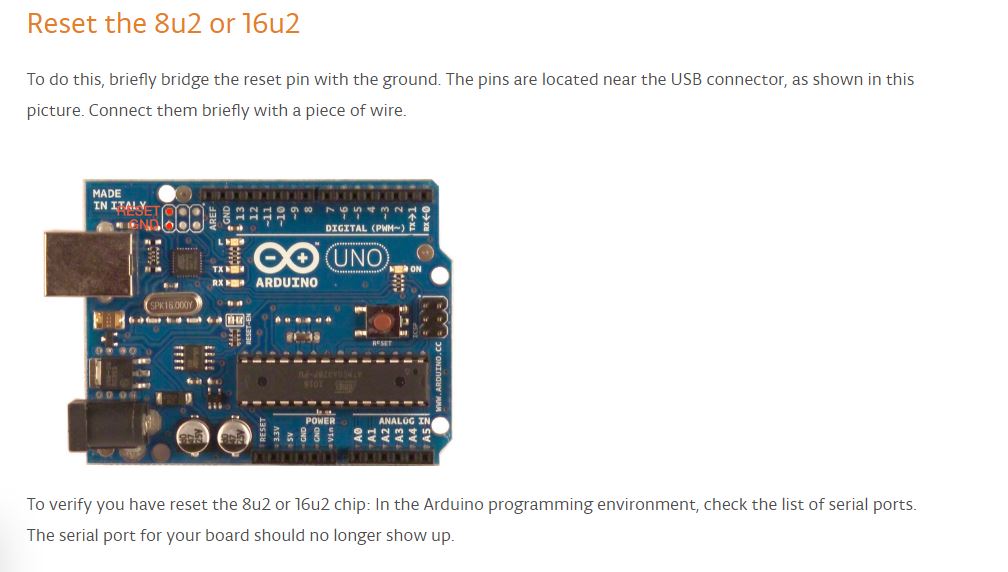 Reset the 8u2 or 16u2
To do this, briefly bridge the reset pin with the ground. The pins are located near the USB connector, as shown in this
picture. Connect them briefly with a piece of wire.
MADE
IN ITALY
RESET
GND
AREF
GND
13
12
~11
~10
~9
8
7
~6
~5
4
~3
2
TX→1
RX←0
DIGITAL (PWM~)
L
TX
RX
UNO
ARDUINO
ON
SPK16.000Y
RESET-EN
RESET
ICSP
WWW.ARDUINO.CC
ATMEGA328P-PU
POWER
ANALOG IN
RESET
3.3V
5V
GND
GND
Vin
A0
A1
A2
A3
A4
A5
To verify you have reset the 8u2 or 16u2 chip: In the Arduino programming environment, check the list of serial ports.
The serial port for your board should no longer show up.